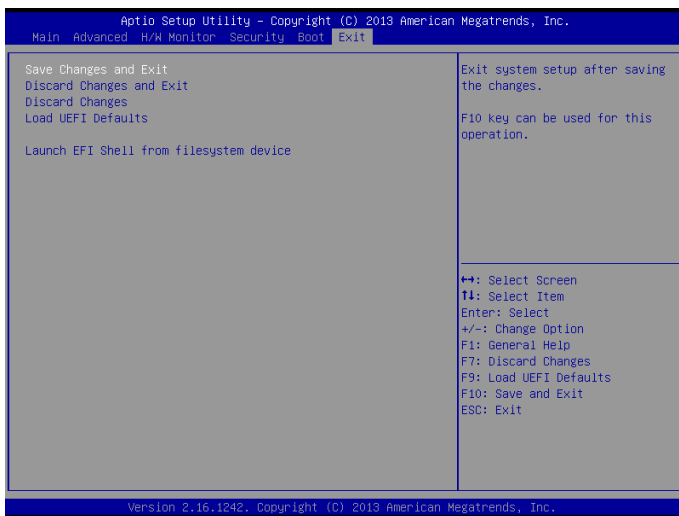 Aptio Setup Utility – Copyright (C) 2013 American Megatrends, Inc.
Main Advanced H/W Monitor Security Boot Exit
Save Changes and Exit
Discard Changes and Exit
Discard Changes
Load UEFI Defaults
Launch EFI Shell from filesystem device
Exit system setup after saving
the changes.
F10 key can be used for this
operation.
↔: Select Screen
↑↓: Select Item
Enter: Select
+/-: Change Option
F1: General Help
F7: Discard Changes
F9: Load UEFI Defaults
F10: Save and Exit
ESC: Exit
Version 2.16.1242. Copyright (C) 2013 American Megatrends, Inc.